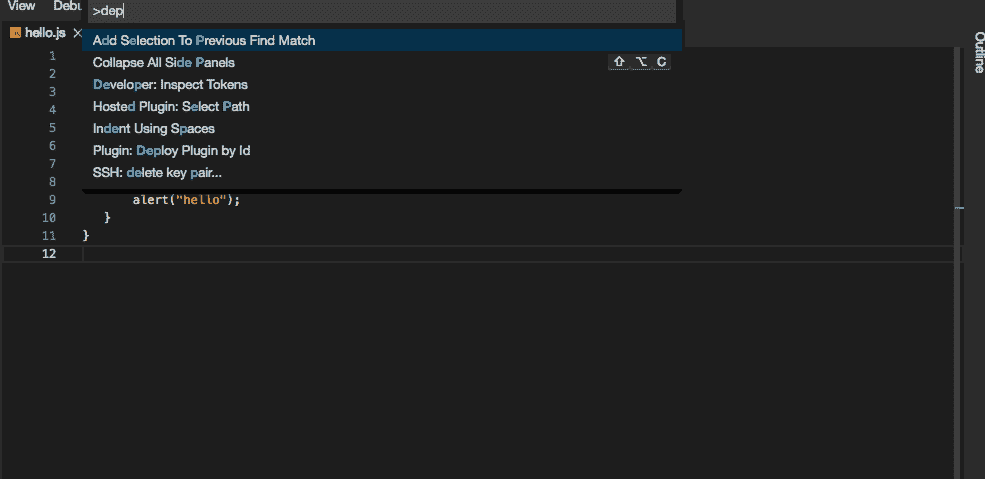 View Debu
>dep
hello.js
Outline
Add Selection To Previous Find Match
Collapse All Side Panels ⇧ ⌥ C
Developer: Inspect Tokens
Hosted Plugin: Select Path
Indent Using Spaces
Plugin: Deploy Plugin by Id
SSH: delete key pair...
1
2
3
4
5
6
7
8
9 alert("hello");
10 }
11 }
12